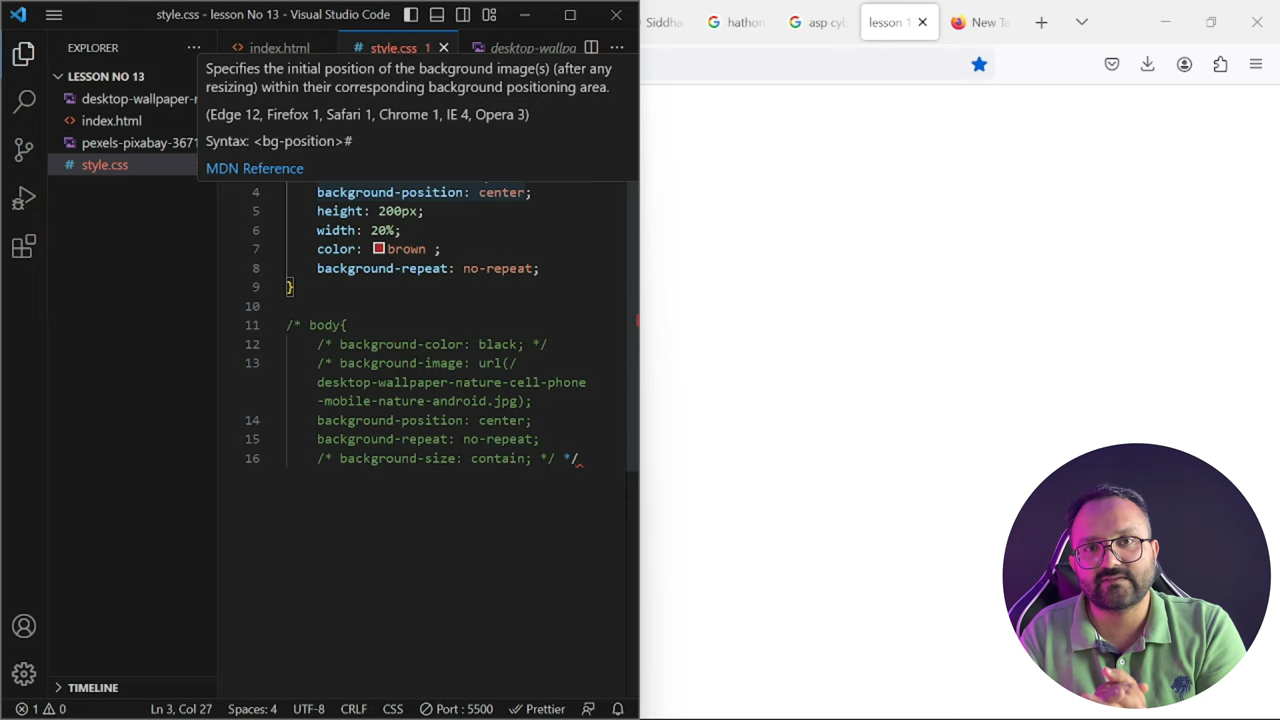 style.css - lesson No 13 - Visual Studio Code
Siddha
hathon
asp cyb
lesson 1
New Ta
EXPLORER
index.html
style.css 1
desktop-wallpa
LESSON NO 13
desktop-wallpaper-n
index.html
pexels-pixabay-3671
style.css
Specifies the initial position of the background image(s) (after any
resizing) within their corresponding background positioning area.
(Edge 12, Firefox 1, Safari 1, Chrome 1, IE 4, Opera 3)
Syntax: <bg-position>#
MDN Reference
4 background-position: center;
5 height: 200px;
6 width: 20%;
7 color: brown ;
8 background-repeat: no-repeat;
9 }
10
11 /* body{
12 /* background-color: black; */
13 /* background-image: url(/
desktop-wallpaper-nature-cell-phone
-mobile-nature-android.jpg);
14 background-position: center;
15 background-repeat: no-repeat;
16 /* background-size: contain; */ */
TIMELINE
1 0 Ln 3, Col 27 Spaces: 4 UTF-8 CRLF CSS Port : 5500 Prettier